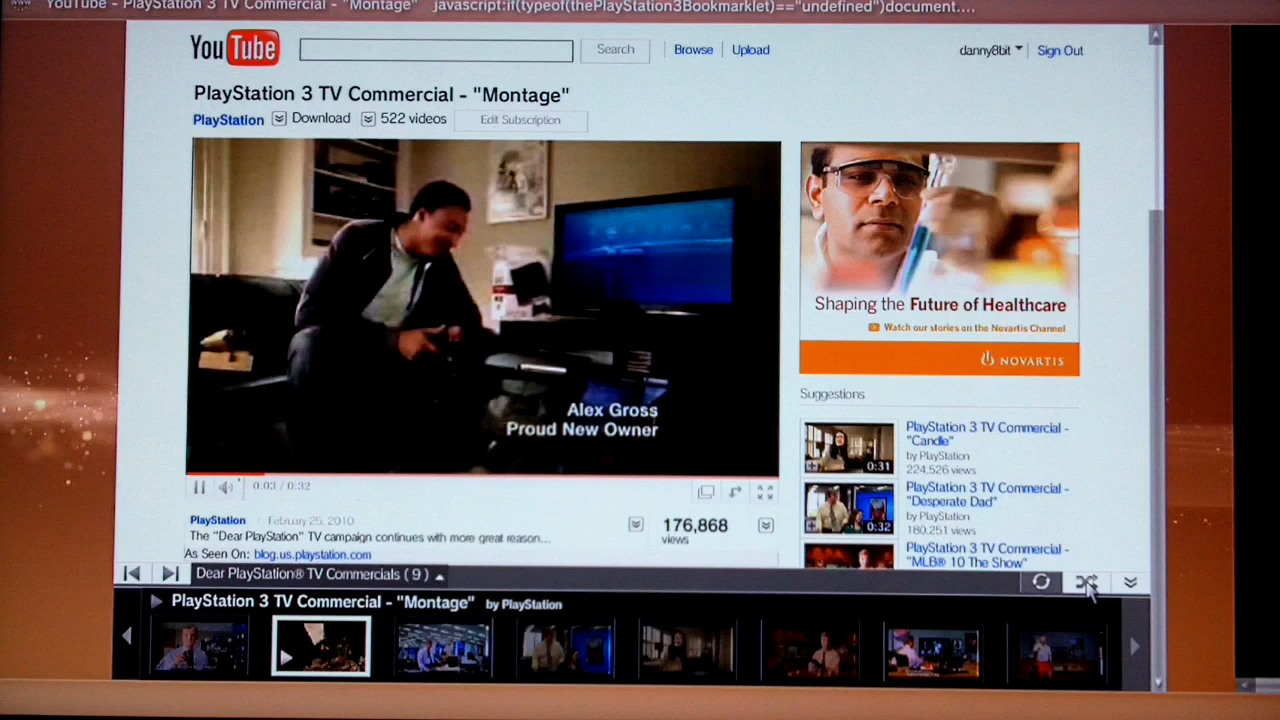 YouTube - PlayStation 3 TV Commercial - "Montage" javascript:if(typeof(thePlayStation3Bookmarklet)=="undefined")document....
YouTube Search Browse Upload danny8bit Sign Out
PlayStation 3 TV Commercial - "Montage"
PlayStation Download 522 videos Edit Subscription
Alex Gross
Proud New Owner
0:03 / 0:32
PlayStation February 25, 2010
The "Dear PlayStation" TV campaign continues with more great reason...
As Seen On: blog.us.playstation.com
176,868
views
Shaping the Future of Healthcare
Watch our stories on the Novartis Channel
NOVARTIS
Suggestions
PlayStation 3 TV Commercial -
"Candle"
by PlayStation
224,526 views
0:31
PlayStation 3 TV Commercial -
"Desperate Dad"
by PlayStation
180,251 views
0:32
PlayStation 3 TV Commercial -
"MLB® 10 The Show"
Dear PlayStation® TV Commercials ( 9 )
PlayStation 3 TV Commercial - "Montage" by PlayStation